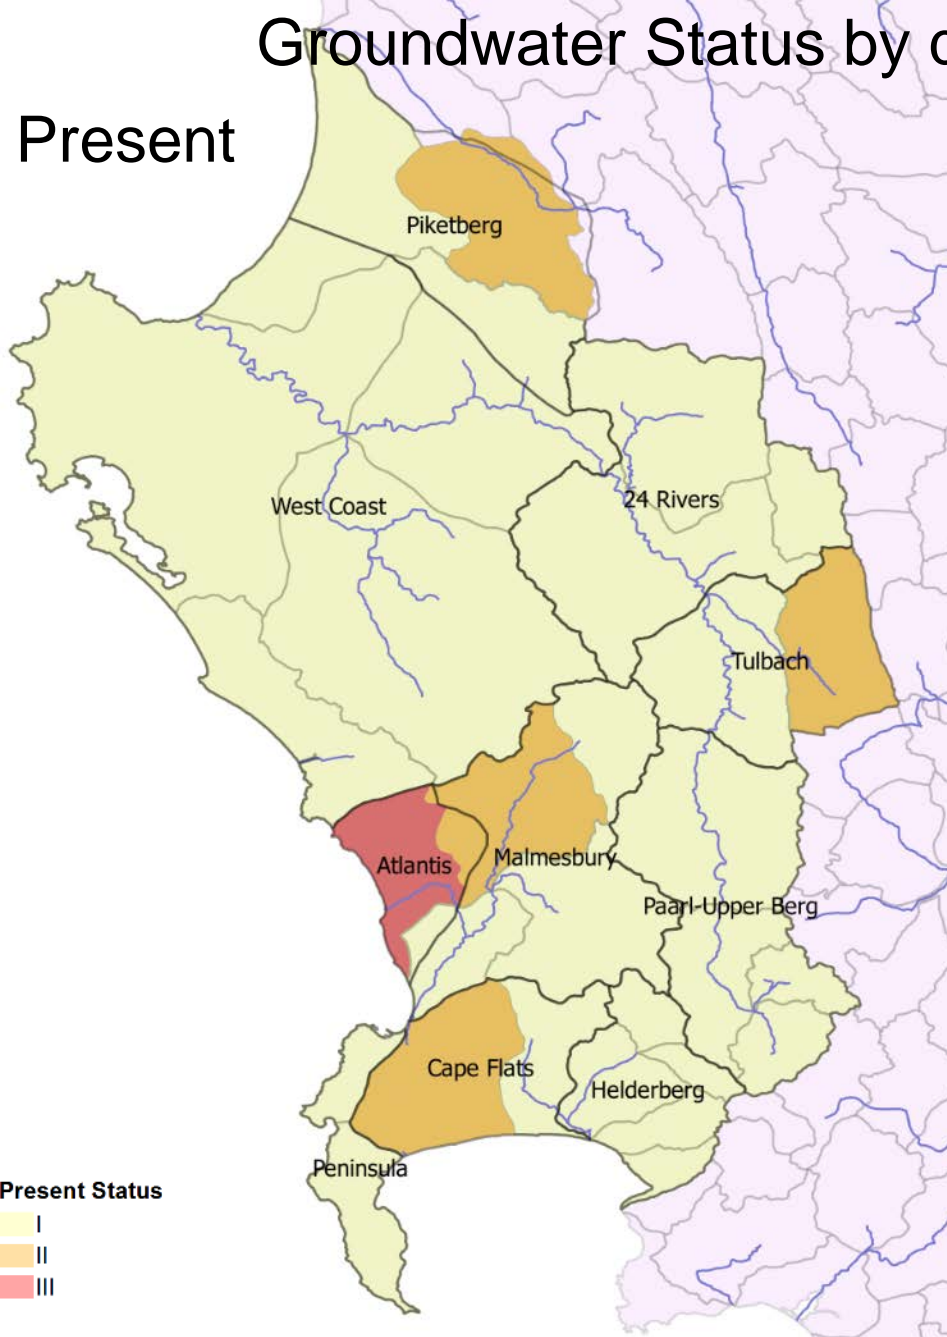 Groundwater Status by c
Present
Piketberg
West Coast
24 Rivers
Tulbach
Atlantis
Malmesbury
Paarl-Upper Berg
Cape Flats
Helderberg
Peninsula
Present Status
I
II
III